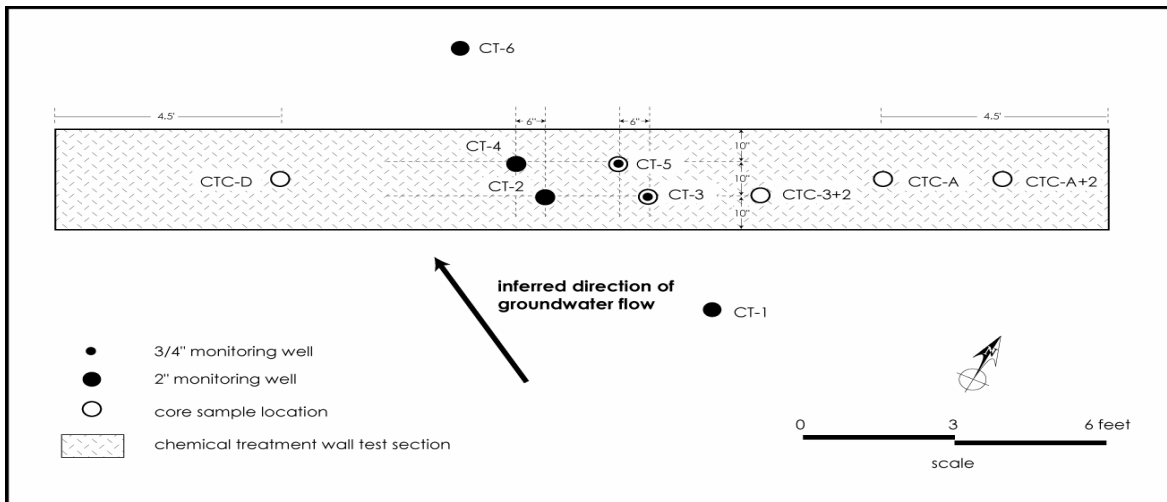 CT-6
4.5'
6"
6"
4.5'
10"
CT-4
CT-5
10"
CTC-D
CTC-A
CTC-A+2
CT-2
CT-3
CTC-3+2
10"
inferred direction of
groundwater flow
CT-1
N
3/4" monitoring well
2" monitoring well
core sample location
chemical treatment wall test section
0
3
6 feet
scale